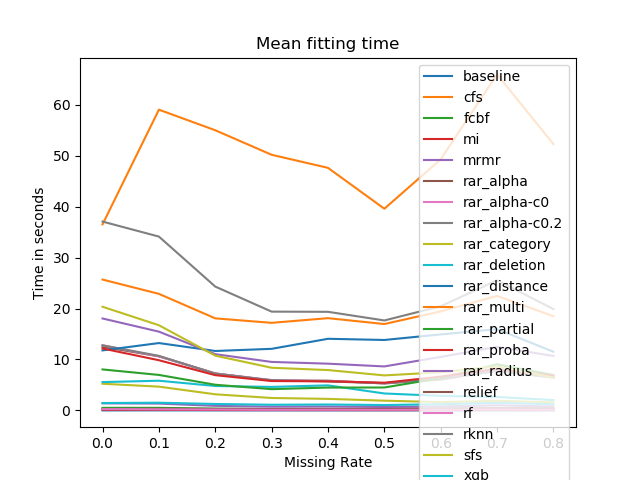 Mean fitting time
Time in seconds
60
50
40
30
20
10
0
0.0 0.1 0.2 0.3 0.4 0.5 0.6 0.7 0.8
Missing Rate
baseline
cfs
fcbf
mi
mrmr
rar_alpha
rar_alpha-c0
rar_alpha-c0.2
rar_category
rar_deletion
rar_distance
rar_multi
rar_partial
rar_proba
rar_radius
relief
rf
rknn
sfs
xgb